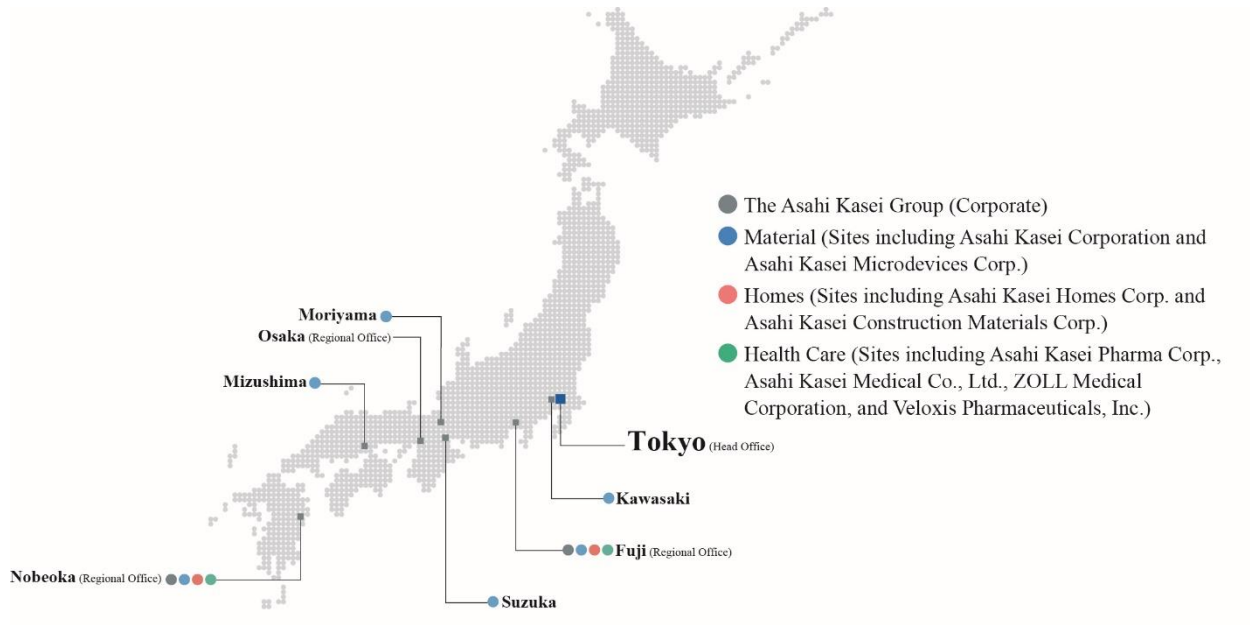 The Asahi Kasei Group (Corporate)
Material (Sites including Asahi Kasei Corporation and
Asahi Kasei Microdevices Corp.)
Homes (Sites including Asahi Kasei Homes Corp. and
Asahi Kasei Construction Materials Corp.)
Health Care (Sites including Asahi Kasei Pharma Corp.,
Asahi Kasei Medical Co., Ltd., ZOLL Medical
Corporation, and Veloxis Pharmaceuticals, Inc.)
Moriyama
Osaka (Regional Office)
Mizushima
Tokyo (Head Office)
Kawasaki
Fuji (Regional Office)
Nobeoka (Regional Office)
Suzuka